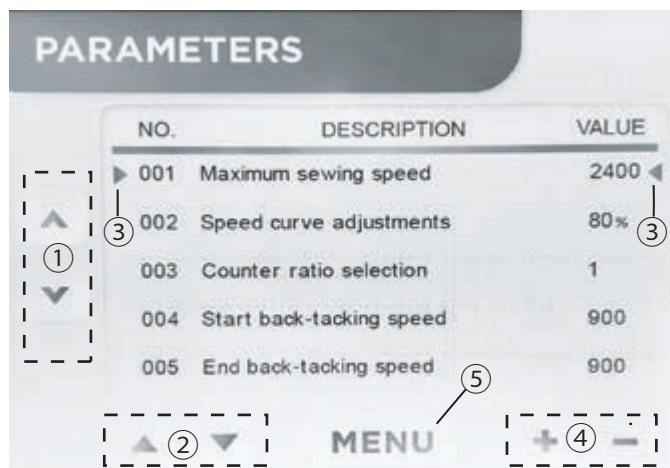 PARAMETERS
NO. DESCRIPTION VALUE
001 Maximum sewing speed 2400
③ ③
002 Speed curve adjustments 80%
①
003 Counter ratio selection 1
004 Start back-tacking speed 900
005 End back-tacking speed 900
⑤
② MENU + ④ -